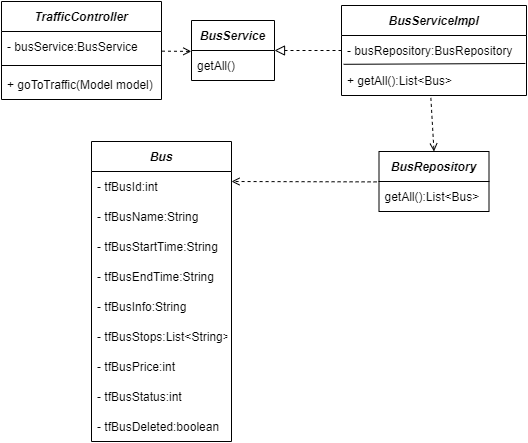 TrafficController
- busService:BusService
+ goToTraffic(Model model)
BusService
getAll()
BusServiceImpl
- busRepository:BusRepository
+ getAll():List<Bus>
BusRepository
getAll():List<Bus>
Bus
- tfBusId:int
- tfBusName:String
- tfBusStartTime:String
- tfBusEndTime:String
- tfBusInfo:String
- tfBusStops:List<String>
- tfBusPrice:int
- tfBusStatus:int
- tfBusDeleted:boolean